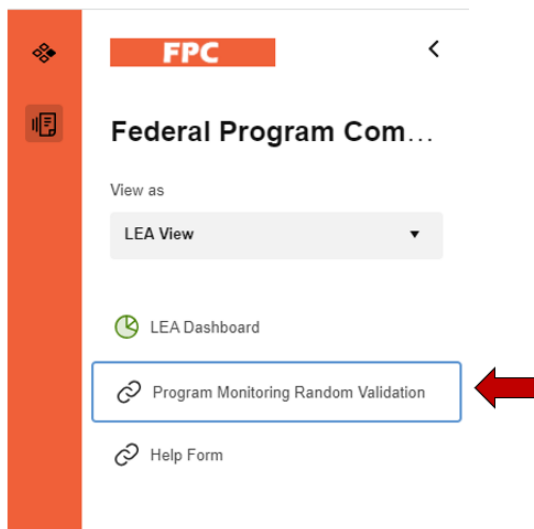 FPC
Federal Program Com...
View as
LEA View
LEA Dashboard
Program Monitoring Random Validation
Help Form